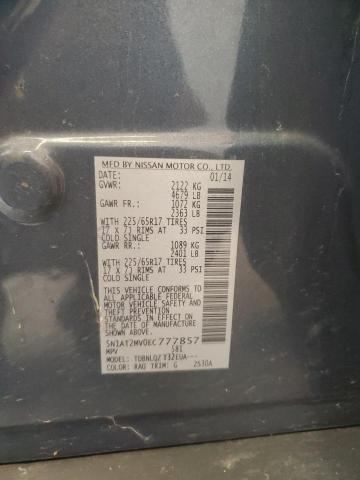 MFD BY NISSAN MOTOR CO., LTD.
DATE: 01/14
GVWR: 2122 KG
4679 LB
GAWR FR.: 1072 KG
2363 LB
WITH 225/65R17 TIRES
17 X 7J RIMS AT 33 PSI
COLD SINGLE
GAWR RR.: 1089 KG
2401 LB
WITH 225/65R17 TIRES
17 X 7J RIMS AT 33 PSI
COLD SINGLE
THIS VEHICLE CONFORMS TO ALL
APPLICABLE FEDERAL MOTOR
MOTOR VEHICLE SAFETY AND
THEFT PREVENTION
STANDARDS IN EFFECT ON THE
DATE OF MANUFACTURE
SHOWN ABOVE.
5N1AT2MV0EC777857
MPV 581
MODEL:
COLOR: RAQ TRIM: G 2530A